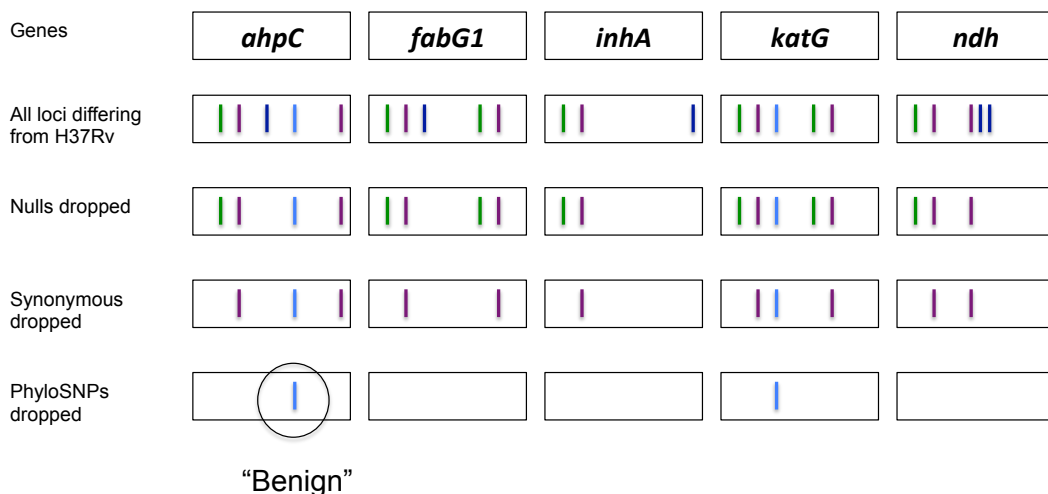 Genes
ahpC
fabG1
inhA
katG
ndh
All loci differing
from H37Rv
Nulls dropped
Synonymous
dropped
PhyloSNPs
dropped
“Benign”